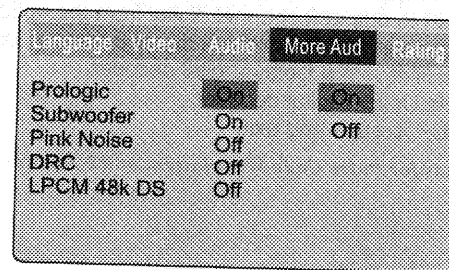 Language Video Audio More Aud Rating
Prologic On On
Subwoofer On Off
Pink Noise Off
DRC Off
LPCM 48k DS Off